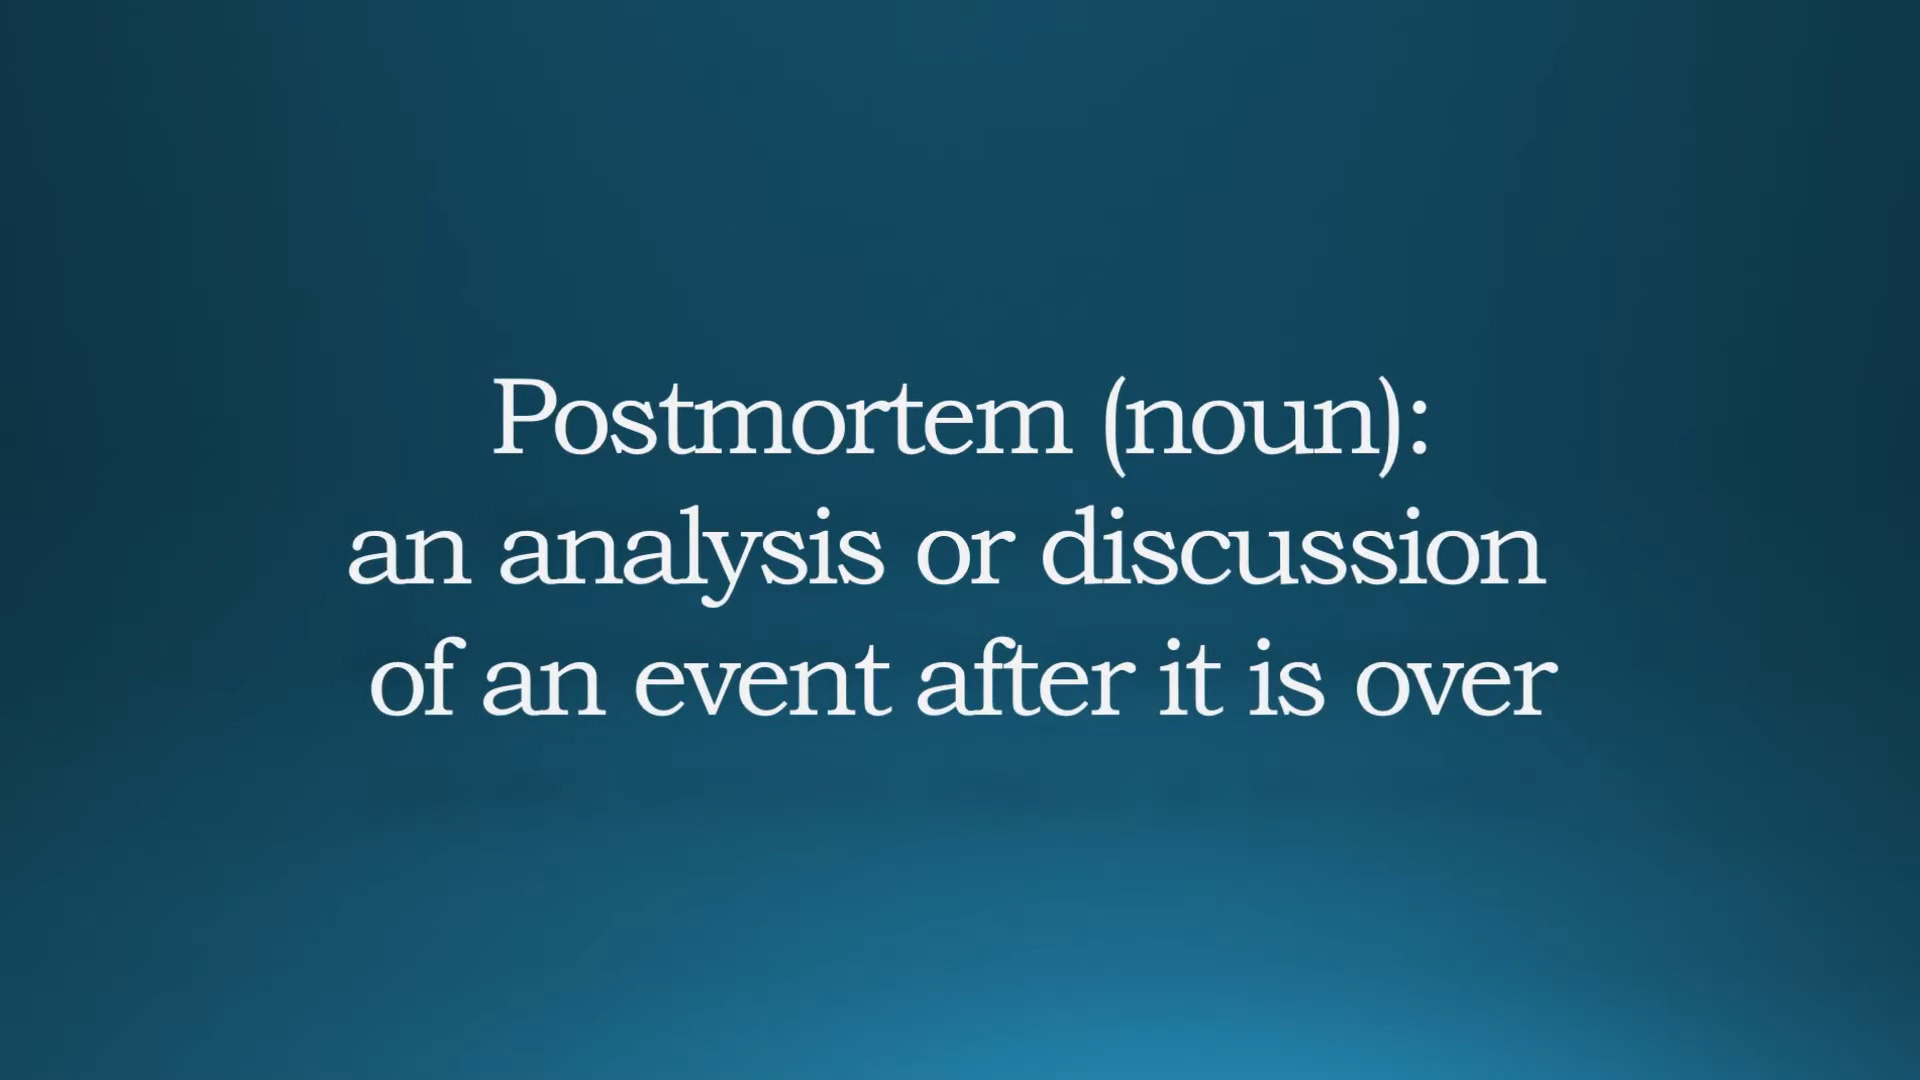 Postmortem (noun):
an analysis or discussion
of an event after it is over